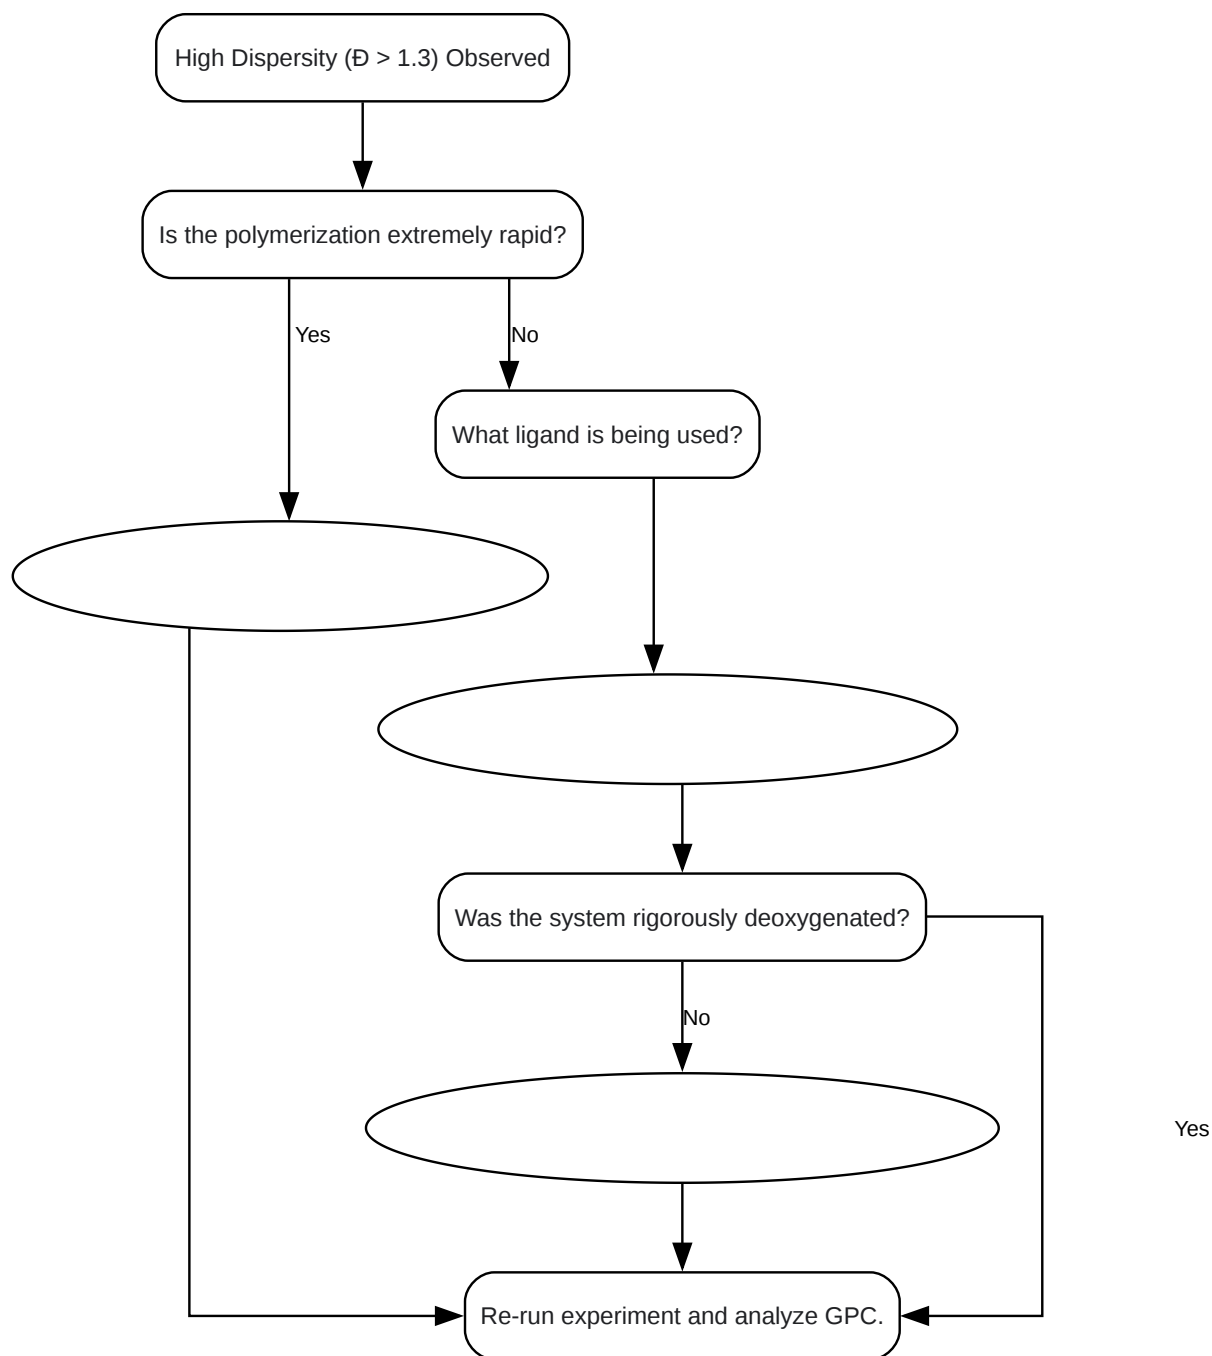 High Dispersity (Đ > 1.3) Observed
Is the polymerization extremely rapid?
Yes
No
What ligand is being used?
Was the system rigorously deoxygenated?
No
Yes
Re-run experiment and analyze GPC.